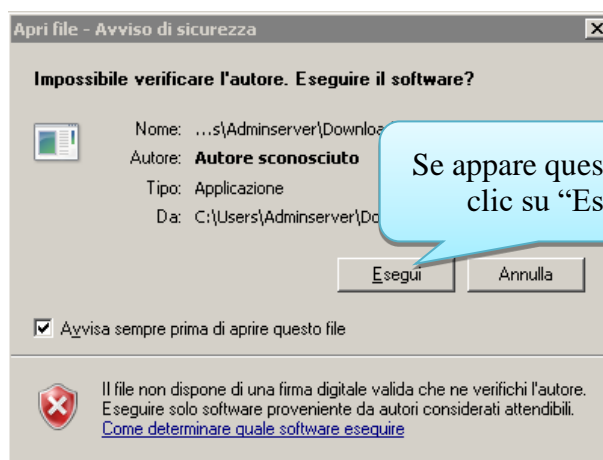 Apri file - Avviso di sicurezza
Impossibile verificare l'autore. Eseguire il software?
Nome: ...s\Adminserver\Downloa
Autore: Autore sconosciuto
Tipo: Applicazione
Da: C:\Users\Adminserver\Do
Se appare ques
clic su “Es
Esegui Annulla
Avvisa sempre prima di aprire questo file
Il file non dispone di una firma digitale valida che ne verifichi l'autore.
Eseguire solo software proveniente da autori considerati attendibili.
Come determinare quale software eseguire